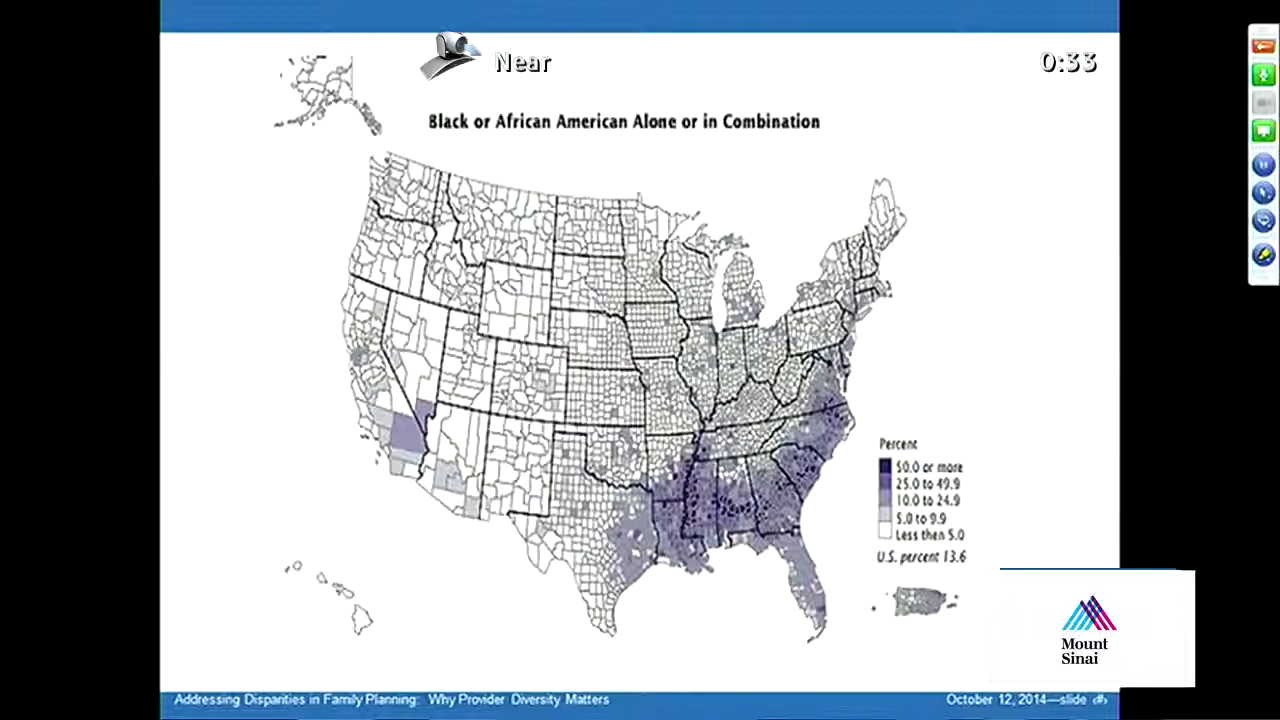 Near
0:33
Black or African American Alone or in Combination
Percent
50.0 or more
25.0 to 49.9
10.0 to 24.9
5.0 to 9.9
Less then 5.0
U.S. percent 13.6
Mount
Sinai
Addressing Disparities in Family Planning: Why Provider Diversity Matters
October 12, 2014—slide